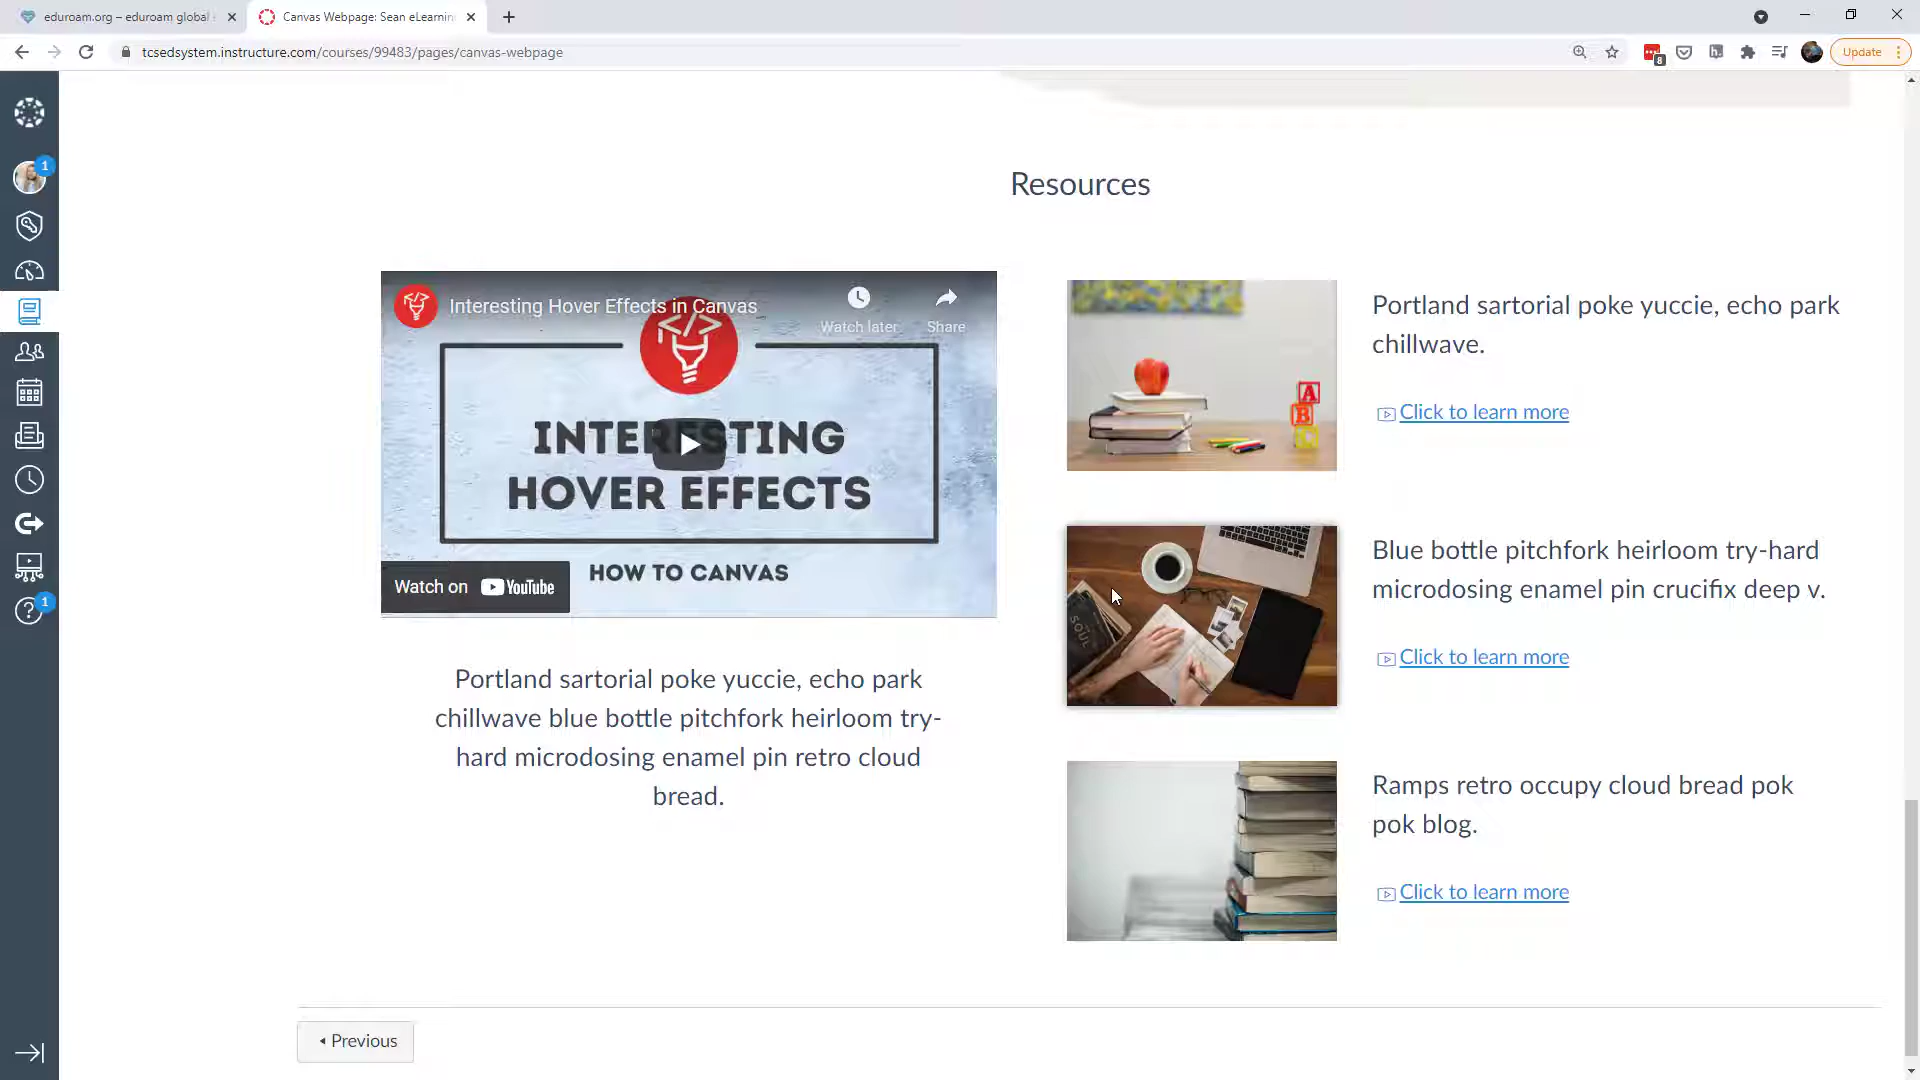 eduroam.org – eduroam global
Canvas Webpage: Sean eLearnin
tcsedsystem.instructure.com/courses/99483/pages/canvas-webpage
8
Update
1
1
Resources
Interesting Hover Effects in Canvas
Watch later
Share
INTERESTING
HOVER EFFECTS
HOW TO CANVAS
Watch on YouTube
Portland sartorial poke yuccie, echo park
chillwave blue bottle pitchfork heirloom try-
hard microdosing enamel pin retro cloud
bread.
A
B
Portland sartorial poke yuccie, echo park
chillwave.
Click to learn more
SOUL
Blue bottle pitchfork heirloom try-hard
microdosing enamel pin crucifix deep v.
Click to learn more
Ramps retro occupy cloud bread pok
pok blog.
Click to learn more
Previous